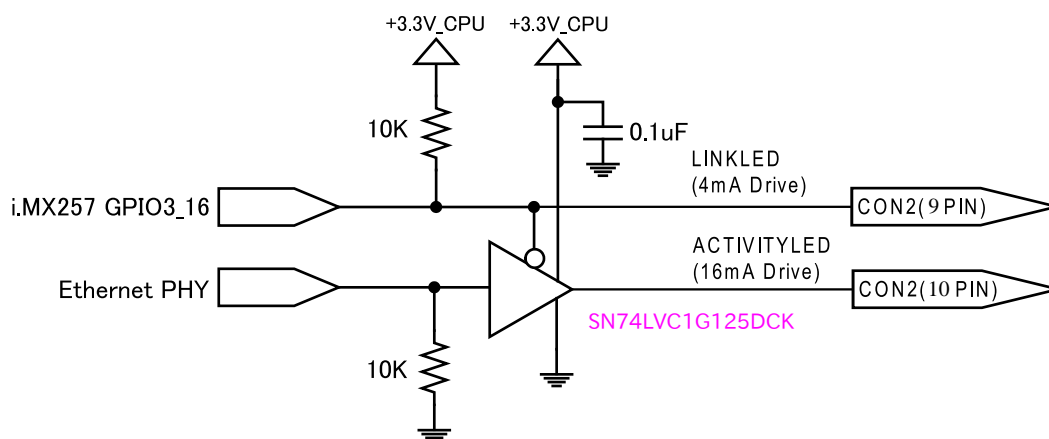 +3.3V_CPU
+3.3V_CPU
10K
0.1uF
LINKLED
(4mA Drive)
i.MX257 GPIO3_16
CON2(9PIN)
ACTIVITYLED
(16mA Drive)
Ethernet PHY
CON2(10PIN)
SN74LVC1G125DCK
10K